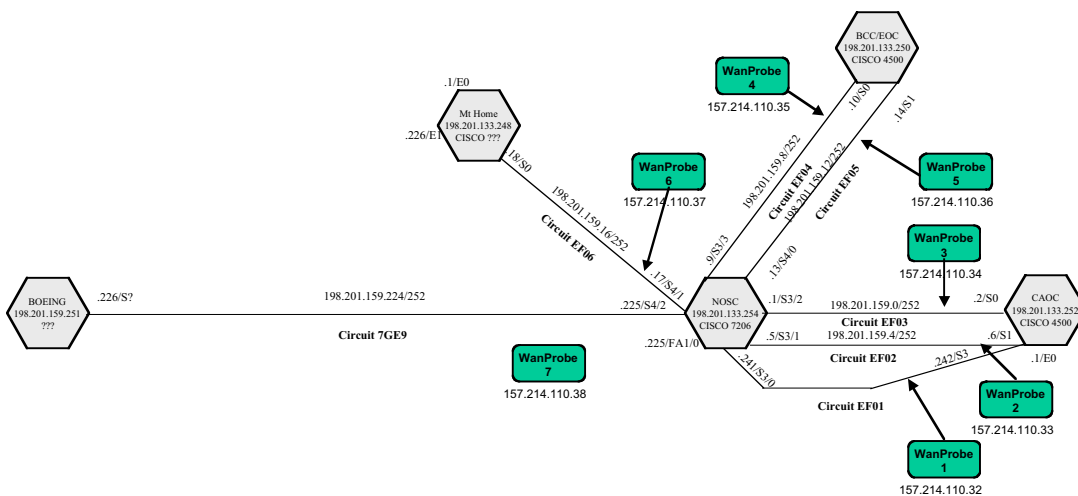 BCC/EOC
198.201.133.250
CISCO 4500
WanProbe
4
157.214.110.35
.10/S0
.14/S1
.1/E0
Mt Home
198.201.133.248
CISCO ???
.226/E1
.18/S0
198.201.159.8/252
Circuit EF04
198.201.159.12/252
Circuit EF05
WanProbe
6
157.214.110.37
WanProbe
5
157.214.110.36
198.201.159.16/252
Circuit EF06
.9/S3/3
.13/S4/0
WanProbe
3
157.214.110.34
.17/S4/1
BOEING
198.201.159.251
???
.226/S?
198.201.159.224/252
Circuit 7GE9
.225/S4/2
NOSC
198.201.133.254
CISCO 7206
.225/FA1/0
.1/S3/2
198.201.159.0/252
.2/S0
Circuit EF03
CAOC
198.201.133.252
CISCO 4500
.5/S3/1
198.201.159.4/252
.6/S1
Circuit EF02
.1/E0
.241/S3/0
.242/S3
Circuit EF01
WanProbe
7
157.214.110.38
WanProbe
2
157.214.110.33
WanProbe
1
157.214.110.32